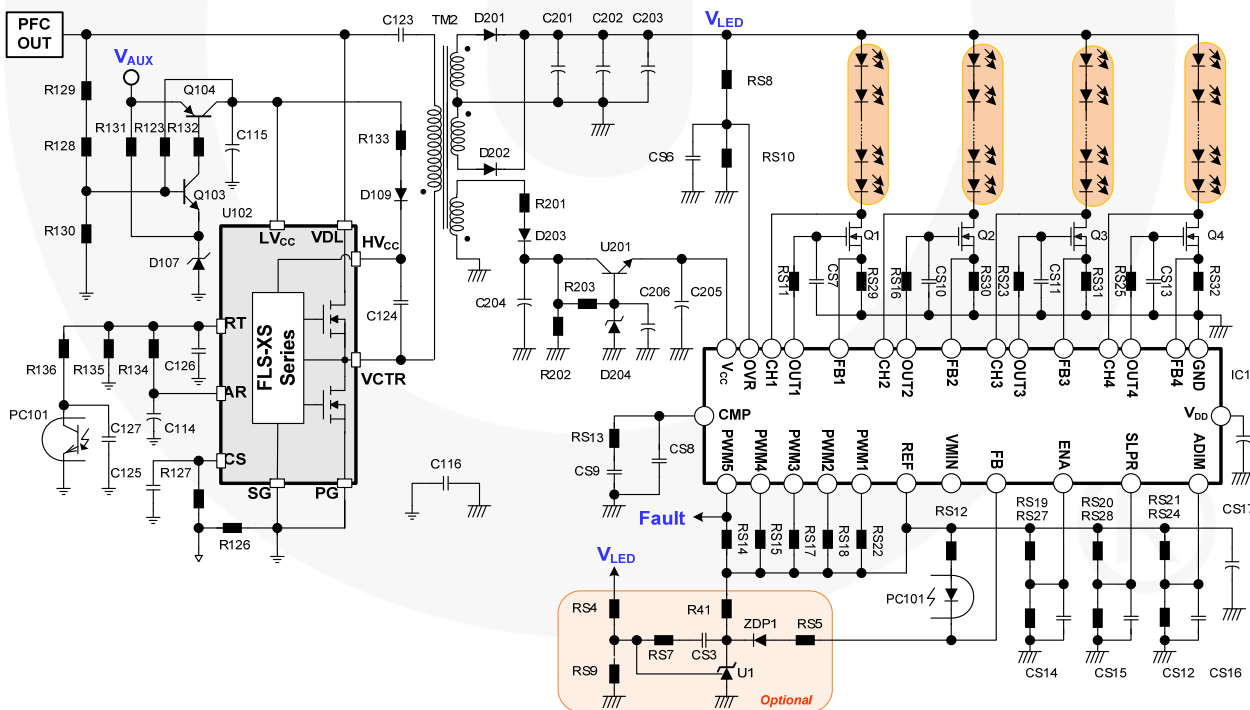 PFC
OUT
C123
TM2
D201
C201
C202
C203
VLED
VAUX
R129
Q104
R131
R123
R132
C115
R133
RS8
R128
CS6
RS10
D202
Q103
D109
R201
R130
U102
LVCC
VDL
HVCC
D203
U201
Q1
Q2
Q3
Q4
D107
RS11
CS7
RS29
RS16
CS10
RS30
RS23
CS11
RS31
RS25
CS13
RS32
R203
C204
C206
C205
C124
RT
R136
R135
R134
C126
FLS-XS
Series
VCTR
R202
D204
VCC
OVR
CH1
OUT1
FB1
CH2
OUT2
FB2
CH3
OUT3
FB3
CH4
OUT4
FB4
GND
IC1
AR
PC101
C127
C114
CMP
VDD
RS13
CS8
CS9
PWM5
PWM4
PWM3
PWM2
PWM1
REF
VMIN
FB
ENA
SLPR
ADIM
C125
R127
CS
SG
PG
C116
R126
Fault
RS14
RS15
RS17
RS18
RS22
RS12
RS19
RS27
RS20
RS28
RS21
RS24
CS17
VLED
PC101
RS4
R41
ZDP1
RS5
RS7
CS3
RS9
U1
Optional
CS14
CS15
CS12
CS16